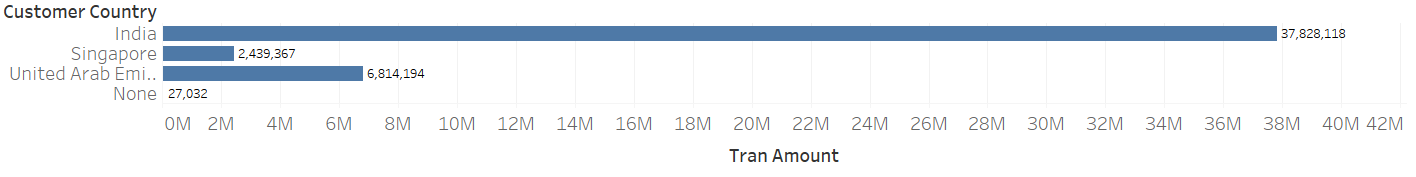 Customer Country
India 37,828,118
Singapore 2,439,367
United Arab Emi.. 6,814,194
None 27,032
0M 2M 4M 6M 8M 10M 12M 14M 16M 18M 20M 22M 24M 26M 28M 30M 32M 34M 36M 38M 40M 42M
Tran Amount